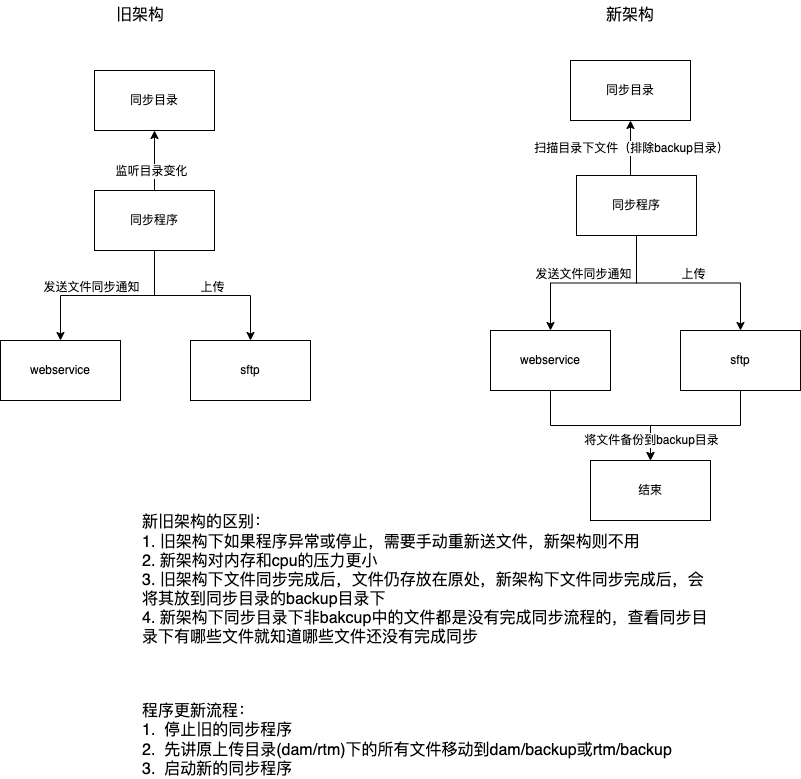 旧架构
新架构
同步目录
监听目录变化
同步程序
发送文件同步通知
上传
webservice
sftp
同步目录
扫描目录下文件（排除backup目录）
同步程序
发送文件同步通知
上传
webservice
sftp
将文件备份到backup目录
结束
新旧架构的区别：
1. 旧架构下如果程序异常或停止，需要手动重新送文件，新架构则不用
2. 新架构对内存和cpu的压力更小
3. 旧架构下文件同步完成后，文件仍存放在原处，新架构下文件同步完成后，会
将其放到同步目录的backup目录下
4. 新架构下同步目录下非bakcup中的文件都是没有完成同步流程的，查看同步目
录下有哪些文件就知道哪些文件还没有完成同步
程序更新流程：
1. 停止旧的同步程序
2. 先讲原上传目录(dam/rtm)下的所有文件移动到dam/backup或rtm/backup
3. 启动新的同步程序